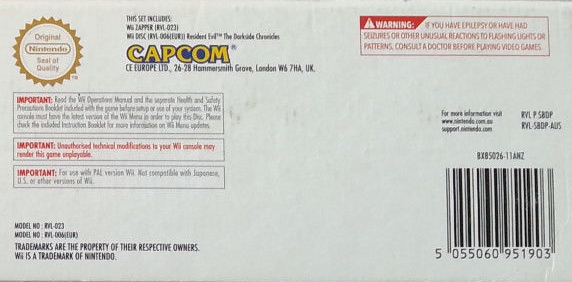 Original
Nintendo
Seal of
Quality
TM
THIS SET INCLUDES:
Wii ZAPPER (RVL-023)
Wii DISC (RVL-006(EUR)) Resident Evil™ The Darkside Chronicles
CAPCOM®
CE EUROPE LTD., 26-28 Hammersmith Grove, London W6 7HA, UK.
WARNING: IF YOU HAVE EPILEPSY OR HAVE HAD
SEIZURES OR OTHER UNUSUAL REACTIONS TO FLASHING LIGHTS OR
PATTERNS, CONSULT A DOCTOR BEFORE PLAYING VIDEO GAMES.
IMPORTANT: Read the Wii Operations Manual and the separate Health and Safety
Precautions Booklet included with the game before setup or use of your system. The Wii
console must have the latest version of the Wii Menu in order to play this Disc. Please
check the included Instruction Booklet for more information on Wii Menu updates.
IMPORTANT: Unauthorised technical modifications to your Wii console may
render this game unplayable.
IMPORTANT: For use with PAL version Wii. Not compatible with Japanese,
U.S. or other versions of Wii.
For more information visit
www.nintendo.com.au
support.nintendo.com
RVL P SBDP
RVL-SBDP-AUS
BXB5026-11ANZ
MODEL NO : RVL-023
MODEL NO : RVL-006(EUR)
TRADEMARKS ARE THE PROPERTY OF THEIR RESPECTIVE OWNERS.
Wii IS A TRADEMARK OF NINTENDO.
5 055060 951903